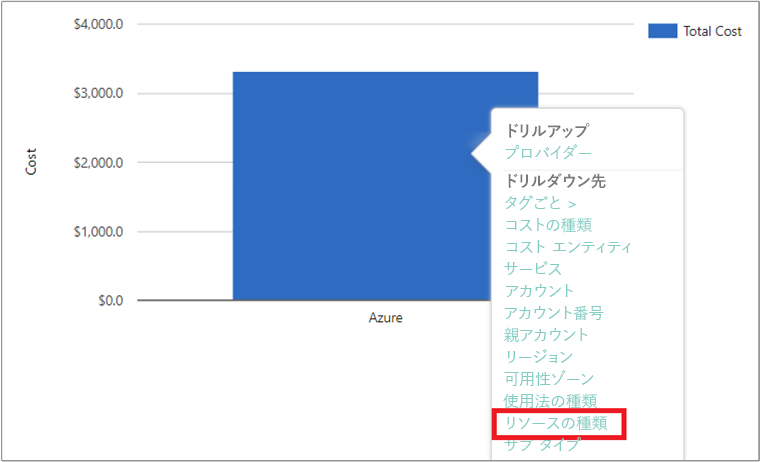 $4,000.0
Total Cost
$3,000.0
$2,000.0
$1,000.0
$0.0
Cost
Azure
ドリルアップ
プロバイダー
ドリルダウン先
タグごと >
コストの種類
コスト エンティティ
サービス
アカウント
アカウント番号
親アカウント
リージョン
可用性ゾーン
使用法の種類
リソースの種類
サブ タイプ